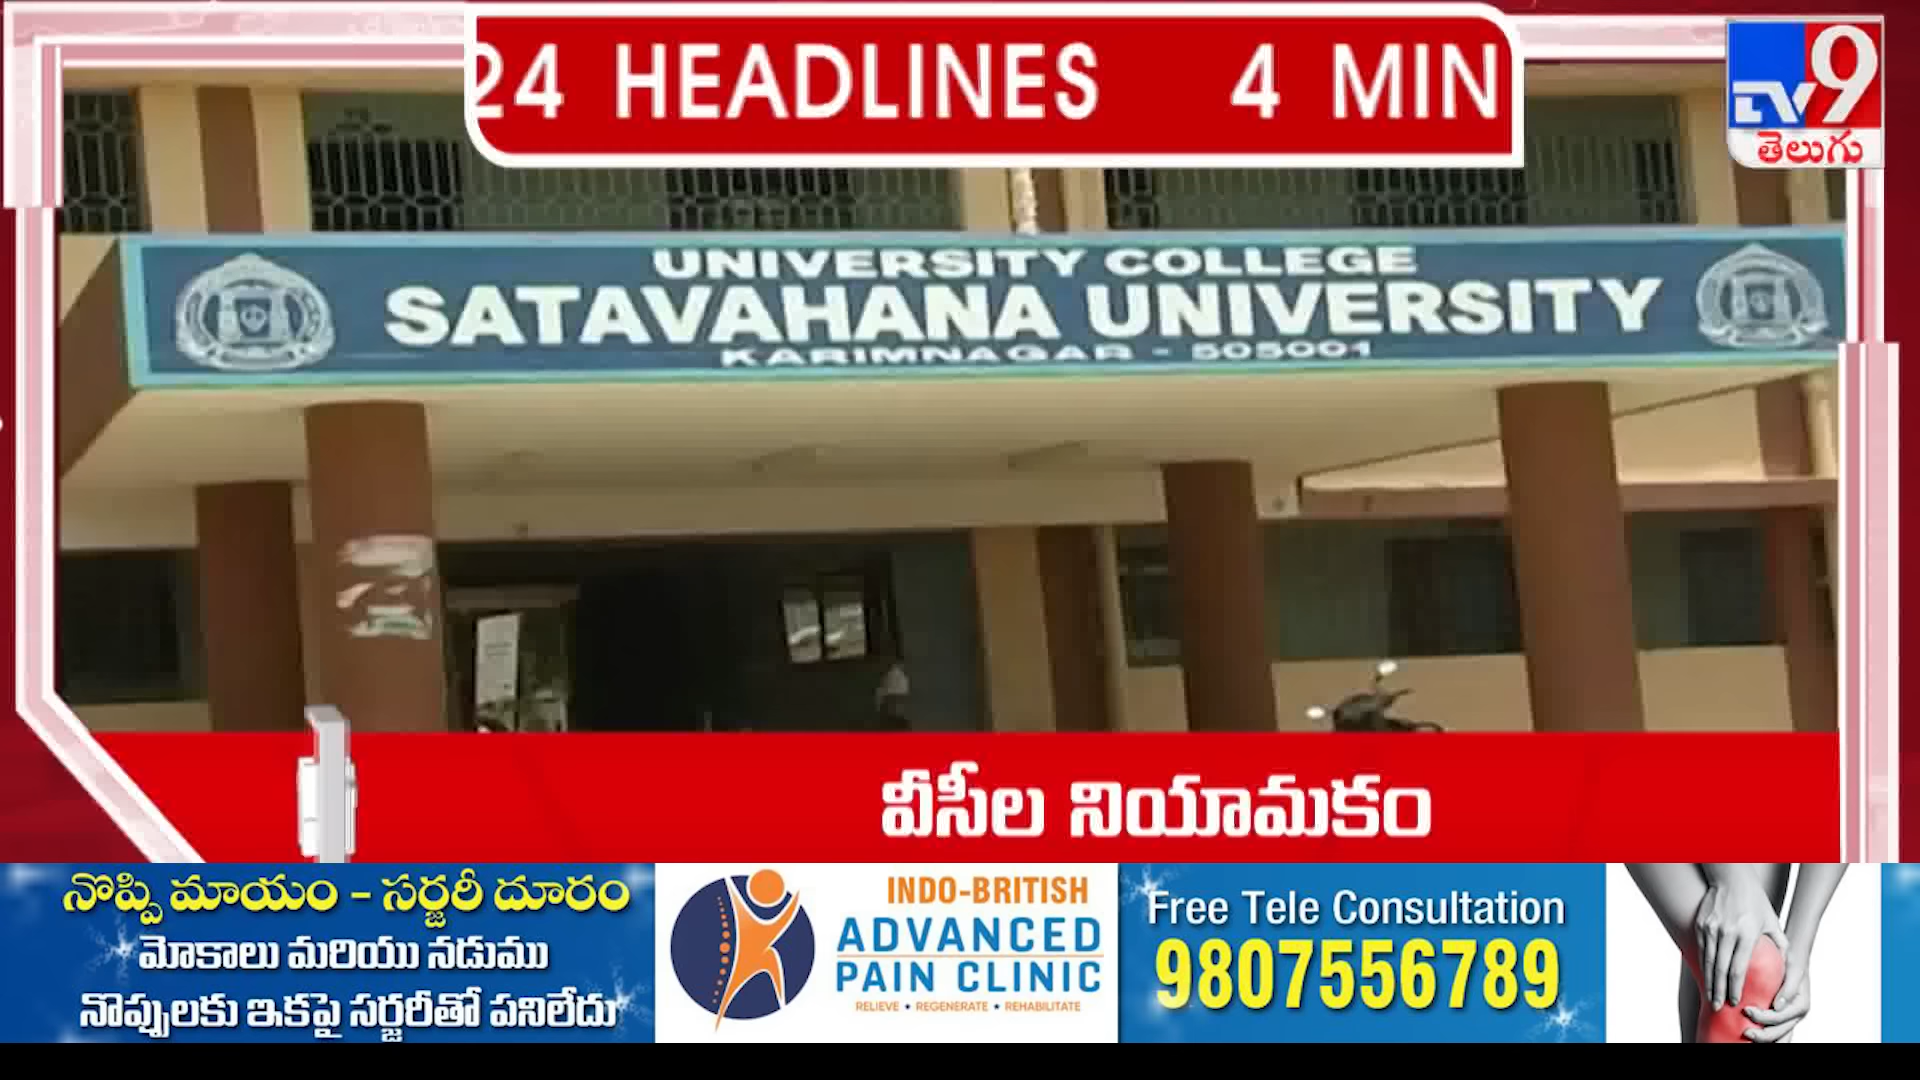 24 HEADLINES 4 MIN
TV9
తెలుగు
UNIVERSITY COLLEGE
SATAVAHANA UNIVERSITY
KARIMNAGAR - 505001
వీసీల నియామకం
నొప్పి మాయం - సర్జరీ దూరం
మోకాలు మరియు నడుము
నొప్పులకు ఇకపై సర్జరీతో పనిలేదు
INDO-BRITISH
ADVANCED
PAIN CLINIC
RELIEVE • REGENERATE • REHABILITATE
Free Tele Consultation
9807556789